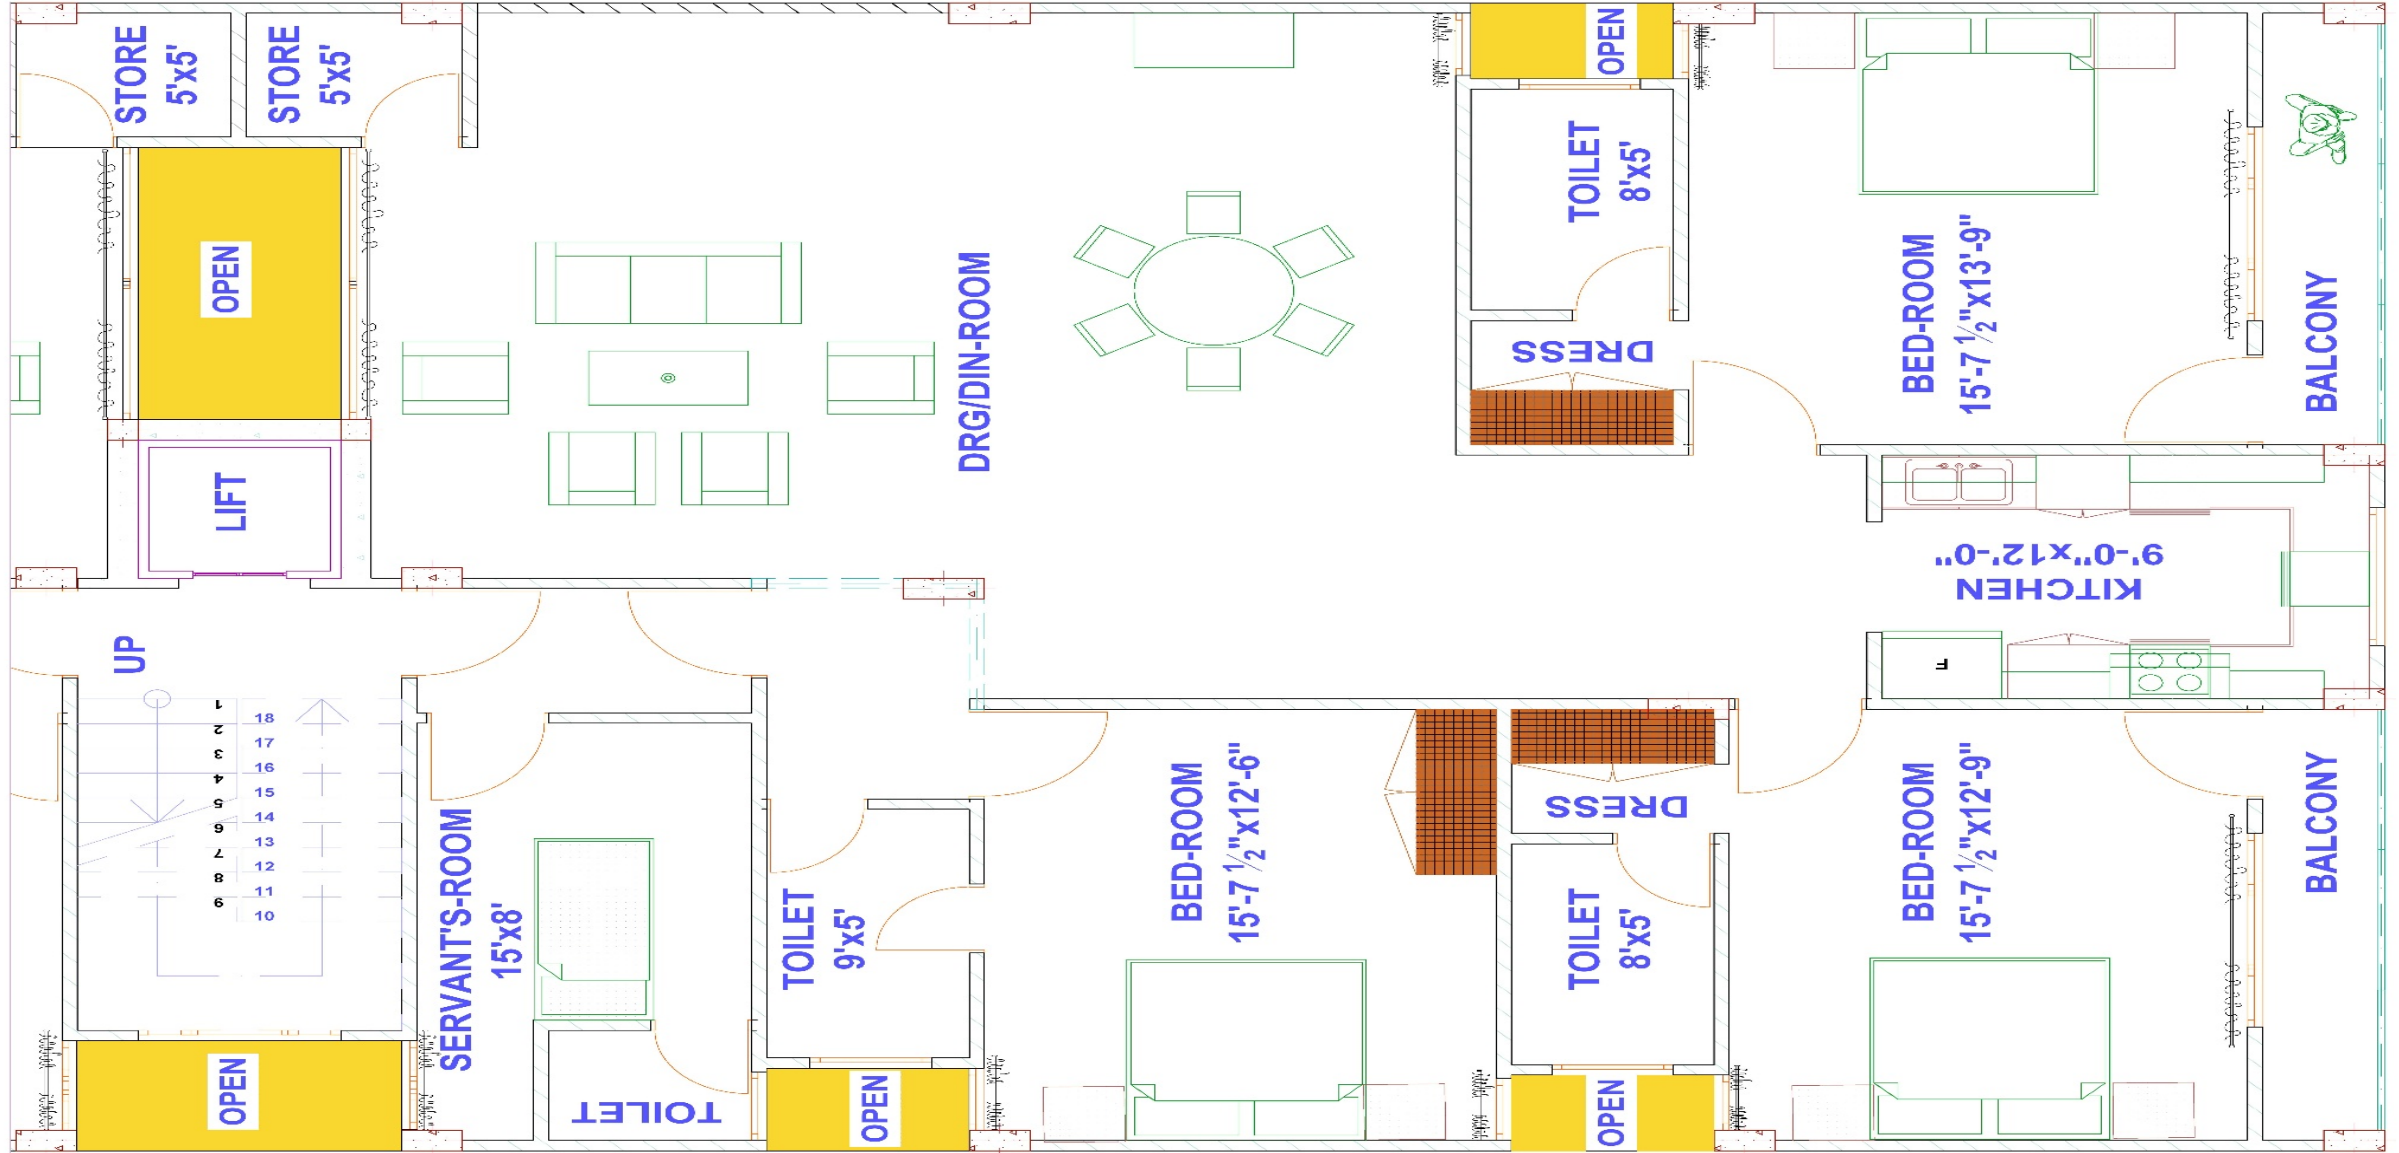 STORE
5'x5'
STORE
5'x5'
OPEN
LIFT
DRG/DIN-ROOM
OPEN
TOILET
8'x5'
DRESS
BED-ROOM
15'-7 1/2"x13'-9"
BALCONY
KITCHEN
9'-0"x12'-0"
F
UP
1
2
3
4
5
6
7
8
9
18
17
16
15
14
13
12
11
10
OPEN
SERVANT'S-ROOM
15'x8'
TOILET
TOILET
9'x5'
OPEN
BED-ROOM
15'-7 1/2"x12'-6"
DRESS
TOILET
8'x5'
OPEN
BED-ROOM
15'-7 1/2"x12'-9"
BALCONY